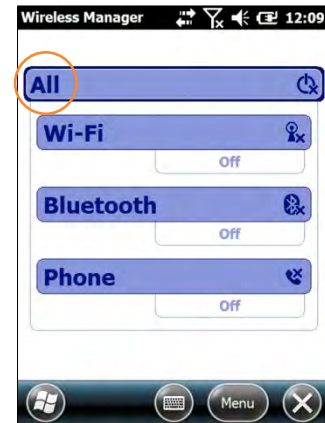 Wireless Manager 12:09
All
Wi-Fi
Off
Bluetooth
Off
Phone
Off
Menu